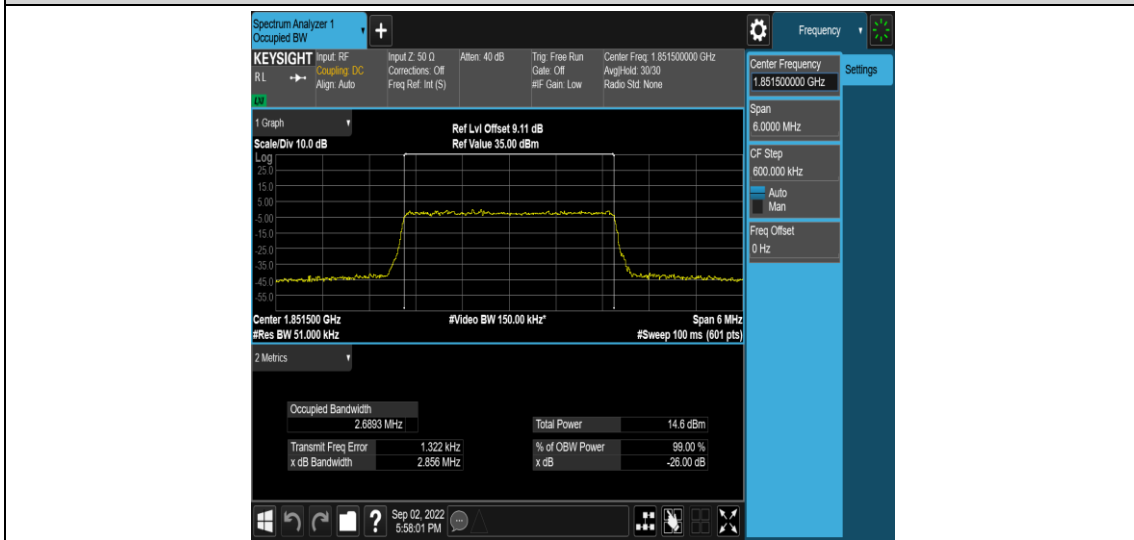 Spectrum Analyzer 1
Occupied BW
Frequency
KEYSIGHT
RL
Input: RF
Coupling: DC
Align: Auto
Input Z: 50 Ω
Corrections: Off
Freq Ref: Int (S)
Atten: 40 dB
Trig: Free Run
Gate: Off
#IF Gain: Low
Center Freq: 1.851500000 GHz
Avg|Hold: 30/30
Radio Std: None
Center Frequency
1.851500000 GHz
Settings
Span
6.0000 MHz
CF Step
600.000 kHz
Auto
Man
Freq Offset
0 Hz
1 Graph
Scale/Div 10.0 dB
Ref Lvl Offset 9.11 dB
Ref Value 35.00 dBm
Log
25.0
15.0
5.00
-5.00
-15.0
-25.0
-35.0
-45.0
-55.0
Center 1.851500 GHz
#Video BW 150.00 kHz*
Span 6 MHz
#Res BW 51.000 kHz
#Sweep 100 ms (601 pts)
2 Metrics
Occupied Bandwidth
2.6893 MHz
Total Power 14.6 dBm
Transmit Freq Error 1.322 kHz
% of OBW Power 99.00 %
x dB Bandwidth 2.856 MHz
x dB -26.00 dB
?
Sep 02, 2022
5:58:01 PM